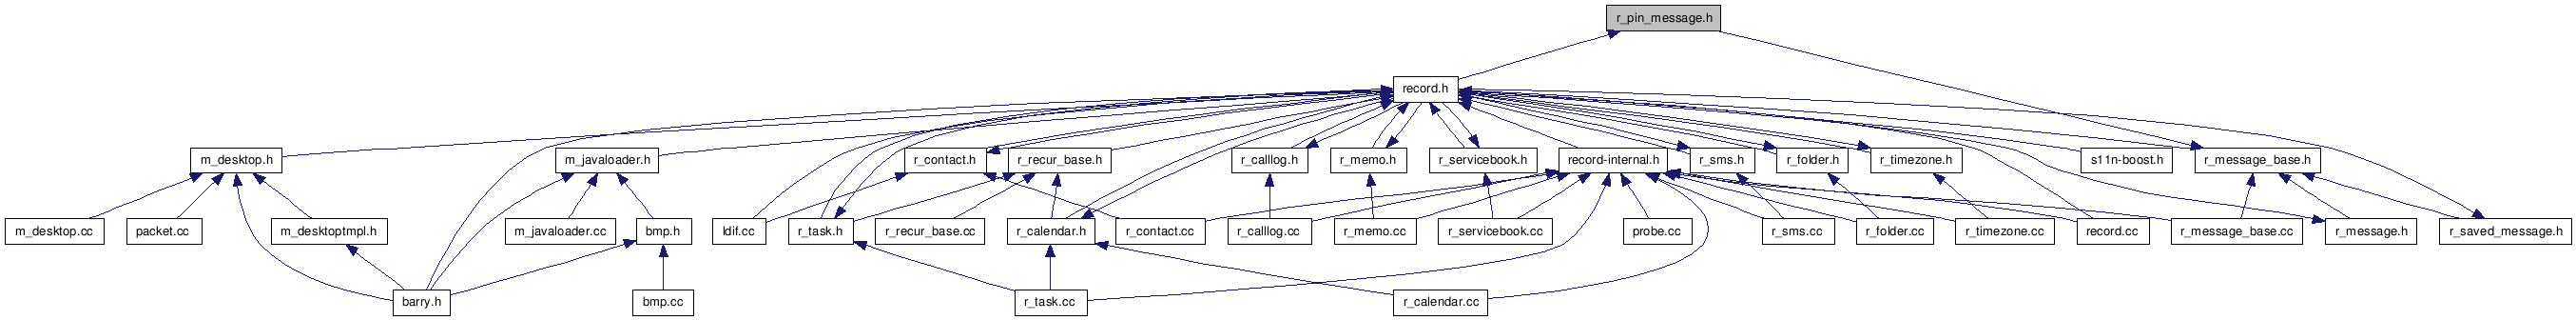 r_pin_message.h
record.h
m_desktop.h
m_javaloader.h
r_contact.h
r_recur_base.h
r_calllog.h
r_memo.h
r_servicebook.h
record-internal.h
r_sms.h
r_folder.h
r_timezone.h
s11n-boost.h
r_message_base.h
m_desktop.cc
packet.cc
m_desktoptmpl.h
m_javaloader.cc
bmp.h
ldif.cc
r_task.h
r_recur_base.cc
r_calendar.h
r_contact.cc
r_calllog.cc
r_memo.cc
r_servicebook.cc
probe.cc
r_sms.cc
r_folder.cc
r_timezone.cc
record.cc
r_message_base.cc
r_message.h
r_saved_message.h
barry.h
bmp.cc
r_task.cc
r_calendar.cc